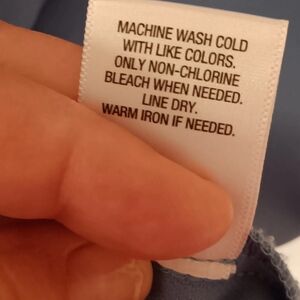 MACHINE WASH COLD
WITH LIKE COLORS.
ONLY NON-CHLORINE
BLEACH WHEN NEEDED.
LINE DRY.
WARM IRON IF NEEDED.